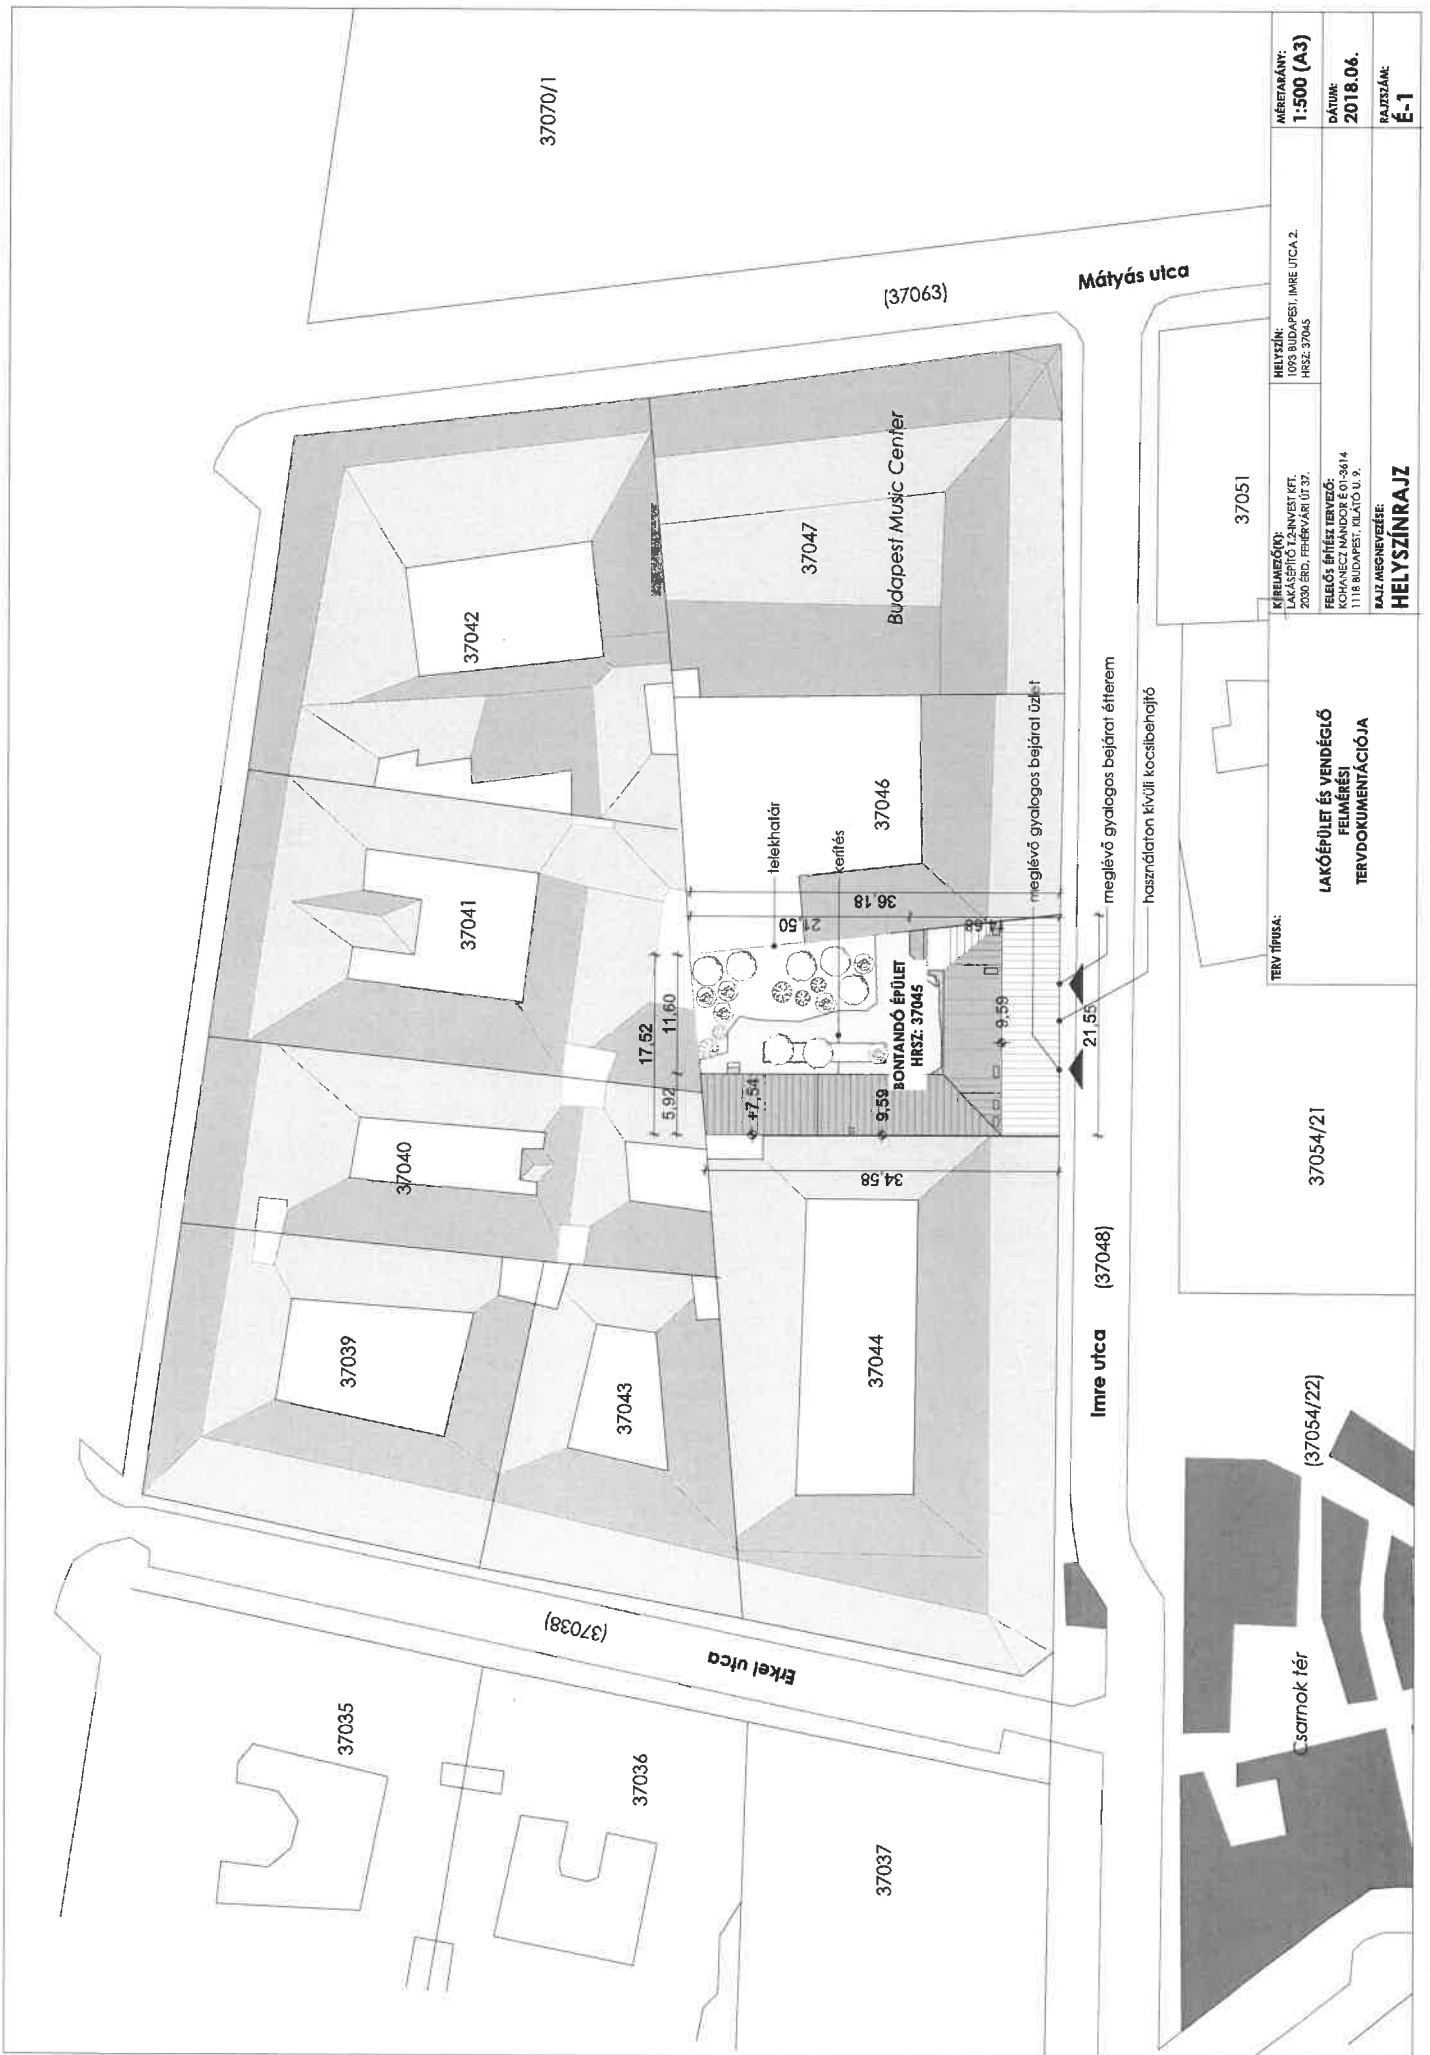 37070/1
(37063)
Mátyás utca
37042
37047
Budapest Music Center
37051
37041
37046
telekhatár
kerítés
meglévő gyalogos bejárat üzlet
meglévő gyalogos bejárat étterem
használaton kívüli kocsibehajtó
36,18
21,50
14,68
17,52
11,60
5,92
BONTANDÓ ÉPÜLET
HRSZ: 37045
9,59
21,55
+7,54
9,59
34,58
37040
37039
37043
37044
Imre utca
(37048)
37054/21
(37054/22)
Csarnok tér
(37038)
Erkel utca
37035
37036
37037
TERV TÍPUSA:
LAKÓÉPÜLET ÉS VENDÉGLŐ
FELMÉRÉSI
TERVDOKUMENTÁCIÓJA
KÉRELMEZŐ(K):
LAKÁSÉPÍTŐ T.2-INVEST KFT.
2030 ÉRD, FEHÉRVÁRI ÚT 37.
HELYSZÍN:
1093 BUDAPEST, IMRE UTCA 2.
HRSZ: 37045
MÉRETARÁNY:
1:500 (A3)
FELELŐS ÉPÍTÉSZ TERVEZŐ:
KOHANECZ NÁNDOR É 01-3614
1118 BUDAPEST, KILÁTÓ U. 9.
DÁTUM:
2018.06.
RAJZ MEGNEVEZÉSE:
HELYSZÍNRAJZ
RAJZSZÁM:
É-1